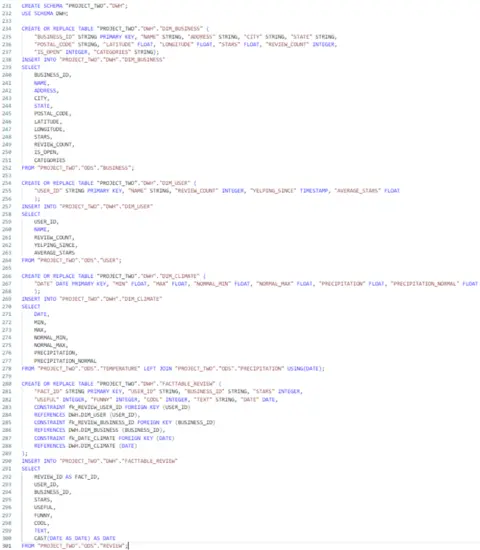 231 CREATE SCHEMA "PROJECT_TWO"."DWH";
232 USE SCHEMA DWH;
233
234 CREATE OR REPLACE TABLE "PROJECT_TWO"."DWH"."DIM_BUSINESS" (
235 "BUSINESS_ID" STRING PRIMARY KEY, "NAME" STRING, "ADDRESS" STRING, "CITY" STRING, "STATE" STRING,
236 "POSTAL_CODE" STRING, "LATITUDE" FLOAT, "LONGITUDE" FLOAT, "STARS" FLOAT, "REVIEW_COUNT" INTEGER,
237 "IS_OPEN" INTEGER, "CATEGORIES" STRING);
238 INSERT INTO "PROJECT_TWO"."DWH"."DIM_BUSINESS"
239 SELECT
240 BUSINESS_ID,
241 NAME,
242 ADDRESS,
243 CITY,
244 STATE,
245 POSTAL_CODE,
246 LATITUDE,
247 LONGITUDE,
248 STARS,
249 REVIEW_COUNT,
250 IS_OPEN,
251 CATEGORIES
252 FROM "PROJECT_TWO"."ODS"."BUSINESS";
253
254 CREATE OR REPLACE TABLE "PROJECT_TWO"."DWH"."DIM_USER" (
255 "USER_ID" STRING PRIMARY KEY, "NAME" STRING, "REVIEW_COUNT" INTEGER, "YELPING_SINCE" TIMESTAMP, "AVERAGE_STARS" FLOAT
256 );
257 INSERT INTO "PROJECT_TWO"."DWH"."DIM_USER"
258 SELECT
259 USER_ID,
260 NAME,
261 REVIEW_COUNT,
262 YELPING_SINCE,
263 AVERAGE_STARS
264 FROM "PROJECT_TWO"."ODS"."USER";
265
266 CREATE OR REPLACE TABLE "PROJECT_TWO"."DWH"."DIM_CLIMATE" (
267 "DATE" DATE PRIMARY KEY, "MIN" FLOAT, "MAX" FLOAT, "NORMAL_MIN" FLOAT, "NORMAL_MAX" FLOAT, "PRECIPITATION" FLOAT, "PRECIPITATION_NORMAL" FLOAT
268 );
269 INSERT INTO "PROJECT_TWO"."DWH"."DIM_CLIMATE"
270 SELECT
271 DATE,
272 MIN,
273 MAX,
274 NORMAL_MIN,
275 NORMAL_MAX,
276 PRECIPITATION,
277 PRECIPITATION_NORMAL
278 FROM "PROJECT_TWO"."ODS"."TEMPERATURE" LEFT JOIN "PROJECT_TWO"."ODS"."PRECIPITATION" USING(DATE);
279
280 CREATE OR REPLACE TABLE "PROJECT_TWO"."DWH"."FACTTABLE_REVIEW" (
281 "FACT_ID" STRING PRIMARY KEY, "USER_ID" STRING, "BUSINESS_ID" STRING, "STARS" INTEGER,
282 "USEFUL" INTEGER, "FUNNY" INTEGER, "COOL" INTEGER, "TEXT" STRING, "DATE" DATE,
283 CONSTRAINT FK_REVIEW_USER_ID FOREIGN KEY (USER_ID)
284 REFERENCES DWH.DIM_USER (USER_ID),
285 CONSTRAINT FK_REVIEW_BUSINESS_ID FOREIGN KEY (BUSINESS_ID)
286 REFERENCES DWH.DIM_BUSINESS (BUSINESS_ID),
287 CONSTRAINT FK_DATE_CLIMATE FOREIGN KEY (DATE)
288 REFERENCES DWH.DIM_CLIMATE (DATE)
289 );
290 INSERT INTO "PROJECT_TWO"."DWH"."FACTTABLE_REVIEW"
291 SELECT
292 REVIEW_ID AS FACT_ID,
293 USER_ID,
294 BUSINESS_ID,
295 STARS,
296 USEFUL,
297 FUNNY,
298 COOL,
299 TEXT,
300 CAST(DATE AS DATE) AS DATE
301 FROM "PROJECT_TWO"."ODS"."REVIEW";